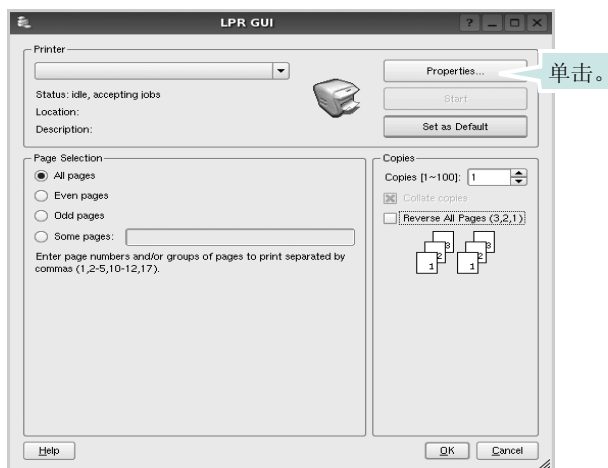 LPR GUI
Printer
Properties...
单击。
Status: idle, accepting jobs
Start
Location:
Description:
Set as Default
Page Selection
All pages
Even pages
Odd pages
Some pages:
Enter page numbers and/or groups of pages to print separated by
commas (1,2-5,10-12,17).
Copies
Copies [1~100]: 1
Collate copies
Reverse All Pages (3,2,1)
3 3
2 2
1 1
Help
OK
Cancel